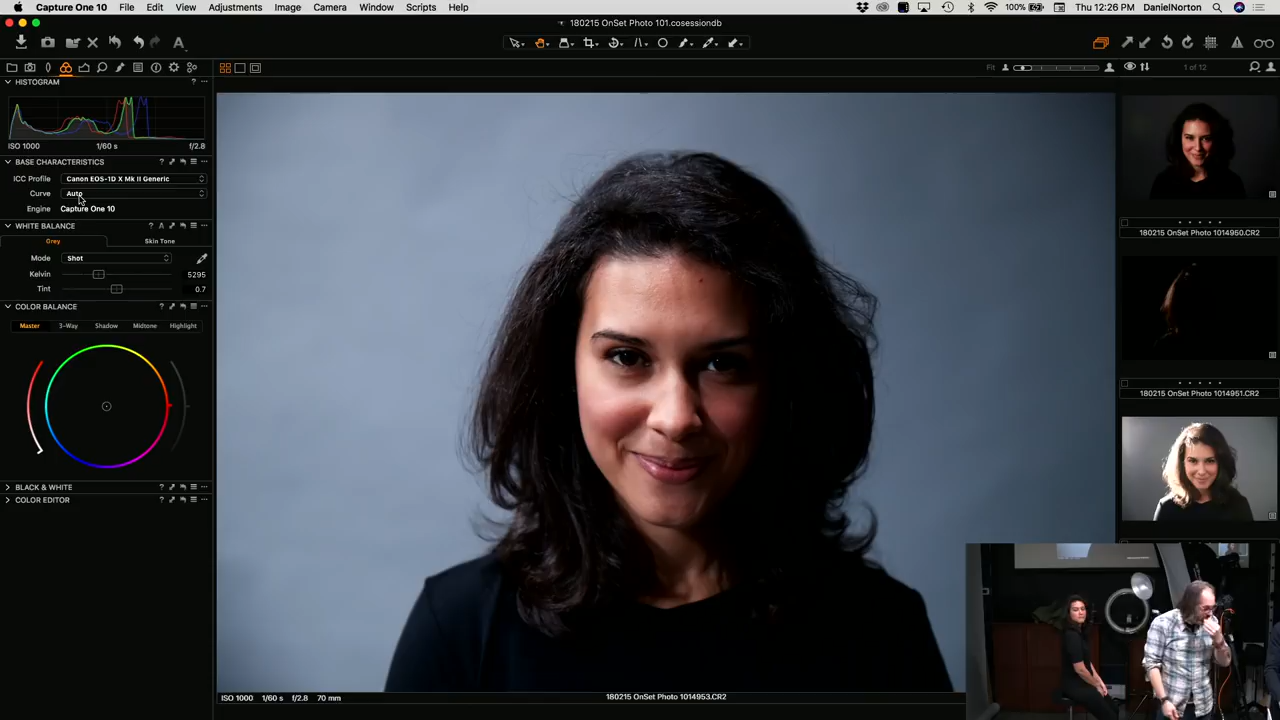 Capture One 10 File Edit View Adjustments Image Camera Window Scripts Help 100% Thu 12:26 PM DanielNorton
180215 OnSet Photo 101.cosessiondb
Fit 1 of 12
HISTOGRAM
ISO 1000 1/60 s f/2.8
BASE CHARACTERISTICS
ICC Profile Canon EOS-1D X Mk II Generic
Curve Auto
Engine Capture One 10
WHITE BALANCE
Grey Skin Tone
Mode Shot
Kelvin 5295
Tint 0.7
COLOR BALANCE
Master 3-Way Shadow Midtone Highlight
BLACK & WHITE
COLOR EDITOR
ISO 1000 1/60 s f/2.8 70 mm
180215 OnSet Photo 1014953.CR2
180215 OnSet Photo 1014950.CR2
180215 OnSet Photo 1014951.CR2